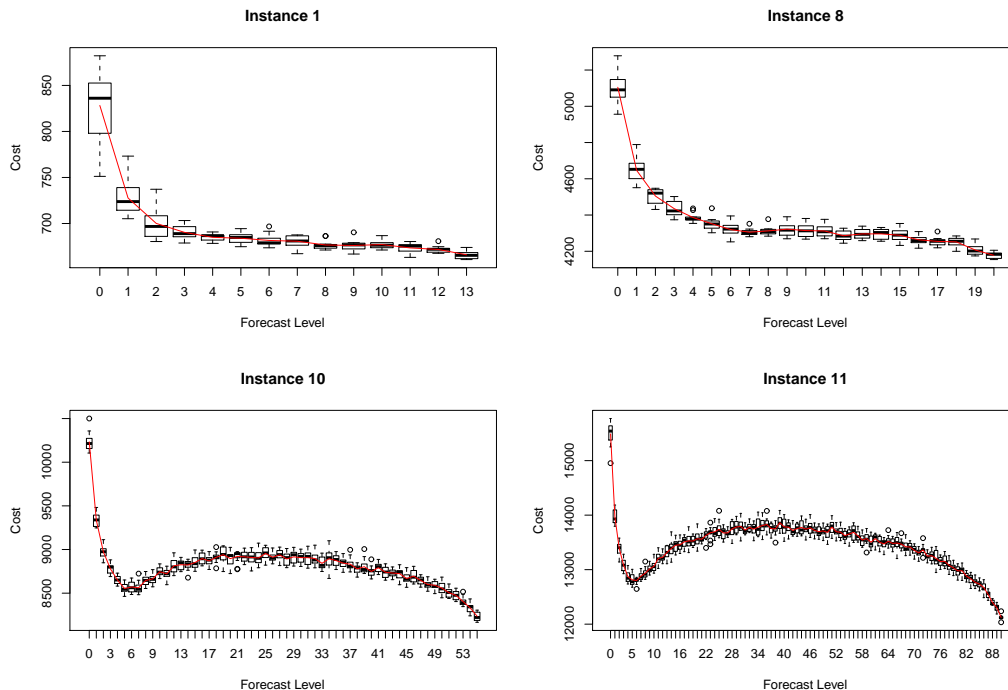 Instance 1
Cost
850
800
750
700
0 1 2 3 4 5 6 7 8 9 10 11 12 13
Forecast Level
Instance 8
Cost
5000
4600
4200
0 1 2 3 4 5 6 7 8 9 11 13 15 17 19
Forecast Level
Instance 10
Cost
10000
9500
9000
8500
0 3 6 9 13 17 21 25 29 33 37 41 45 49 53
Forecast Level
Instance 11
Cost
15000
14000
13000
12000
0 5 10 16 22 28 34 40 46 52 58 64 70 76 82 88
Forecast Level